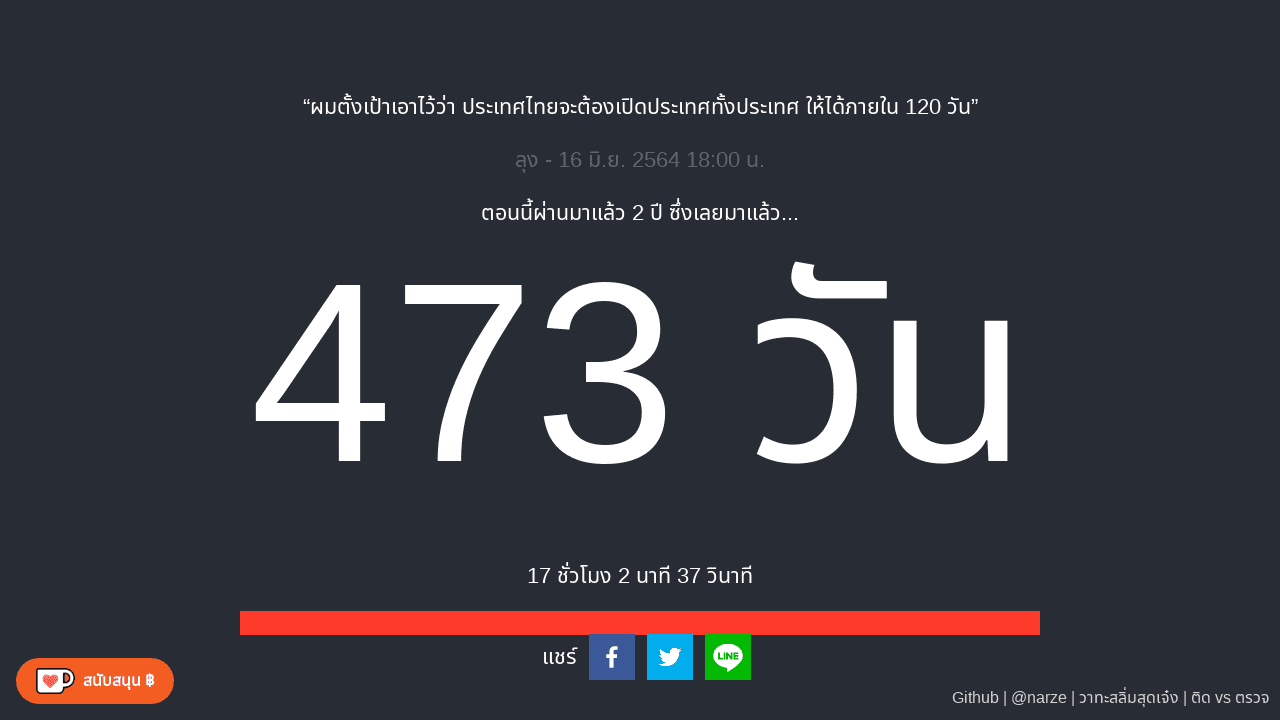 “ผมตั้งเป้าเอาไว้ว่า ประเทศไทยจะต้องเปิดประเทศทั้งประเทศ ให้ได้ภายใน 120 วัน”
ลุง - 16 มิ.ย. 2564 18:00 น.
ตอนนี้ผ่านมาแล้ว 2 ปี ซึ่งเลยมาแล้ว...
473 วัน
17 ชั่วโมง 2 นาที 37 วินาที
แชร์
LINE
สนับสนุน ฿
Github | @narze | วาทะสลิ่มสุดเจ๋ง | ติด vs ตรวจ